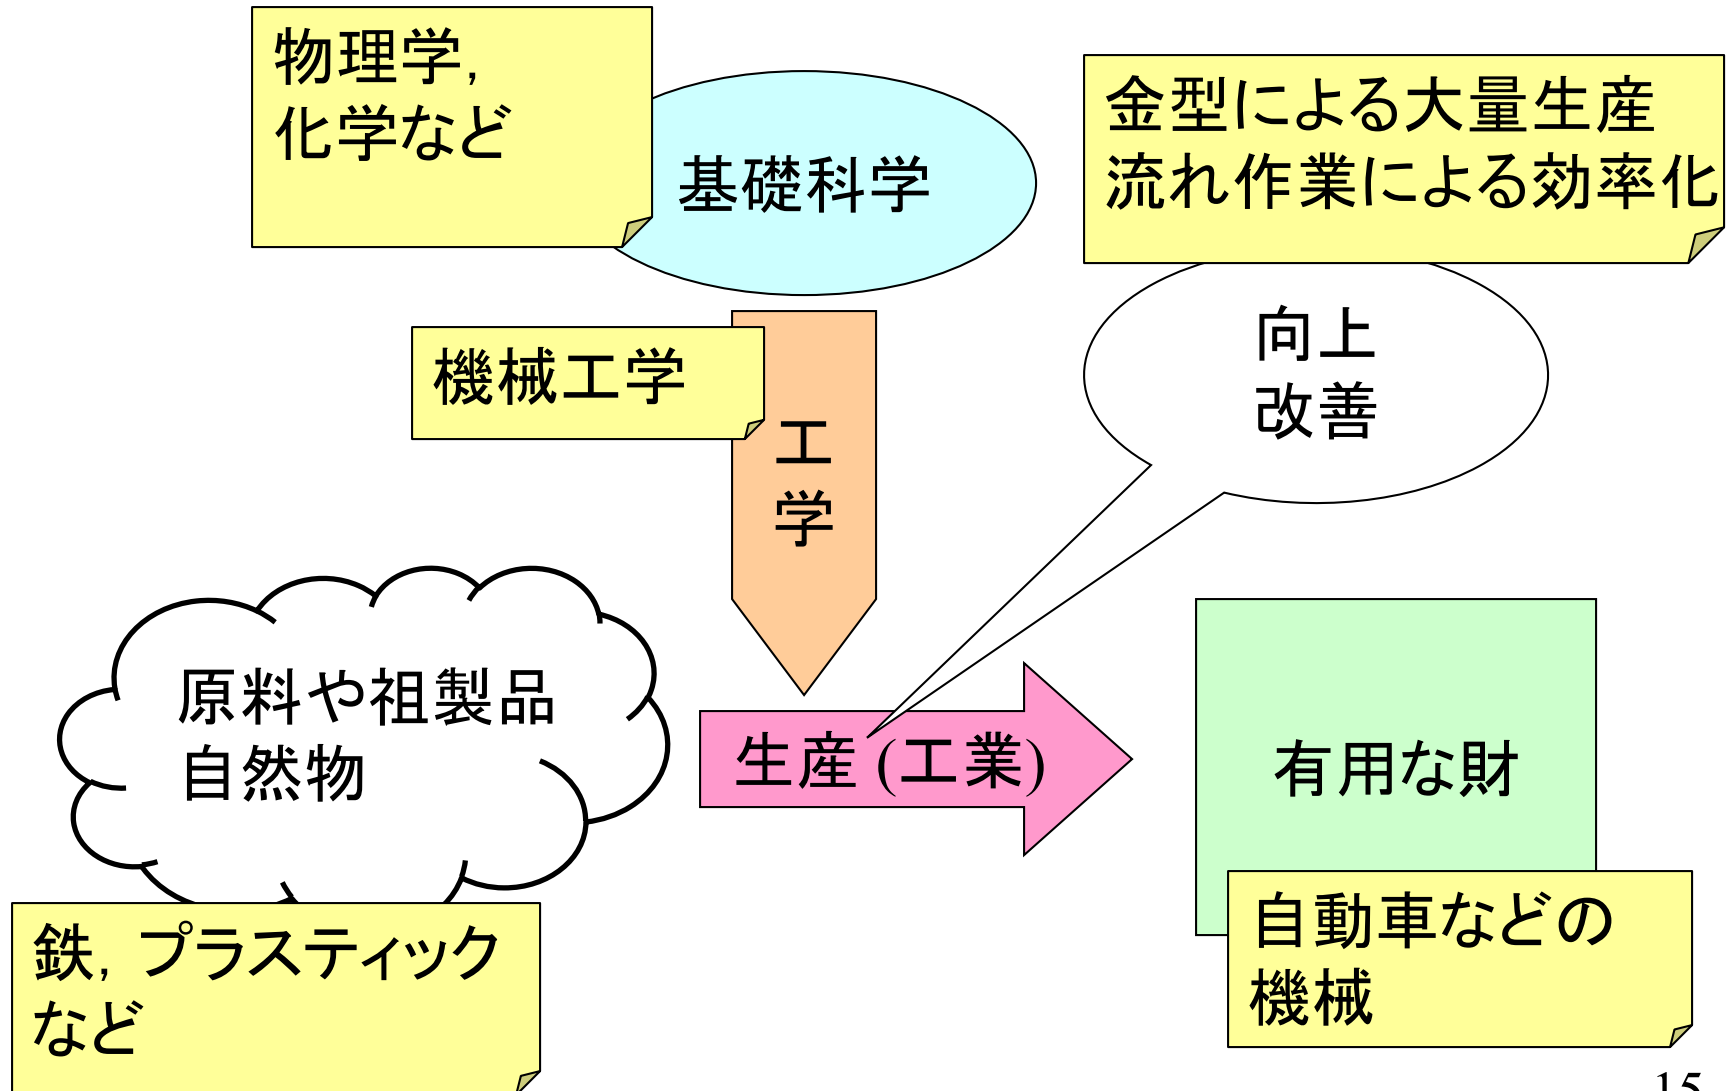 物理学,
化学など
基礎科学
金型による大量生産
流れ作業による効率化
機械工学
工
学
向上
改善
原料や祖製品
自然物
生産 (工業)
有用な財
鉄, プラスティック
など
自動車などの
機械
15